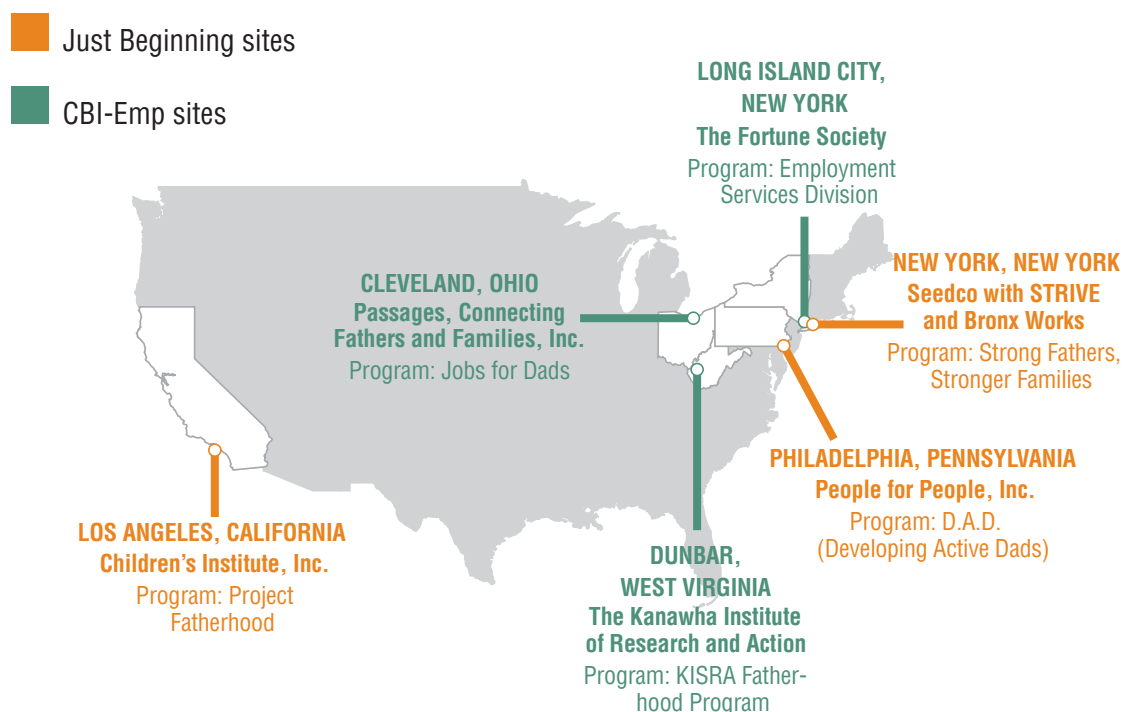 Just Beginning sites
CBI-Emp sites
LONG ISLAND CITY,
NEW YORK
The Fortune Society
Program: Employment
Services Division
CLEVELAND, OHIO
Passages, Connecting
Fathers and Families, Inc.
Program: Jobs for Dads
NEW YORK, NEW YORK
Seedco with STRIVE
and Bronx Works
Program: Strong Fathers,
Stronger Families
PHILADELPHIA, PENNSYLVANIA
People for People, Inc.
Program: D.A.D.
(Developing Active Dads)
LOS ANGELES, CALIFORNIA
Children’s Institute, Inc.
Program: Project
Fatherhood
DUNBAR,
WEST VIRGINIA
The Kanawha Institute
of Research and Action
Program: KISRA Father-
hood Program